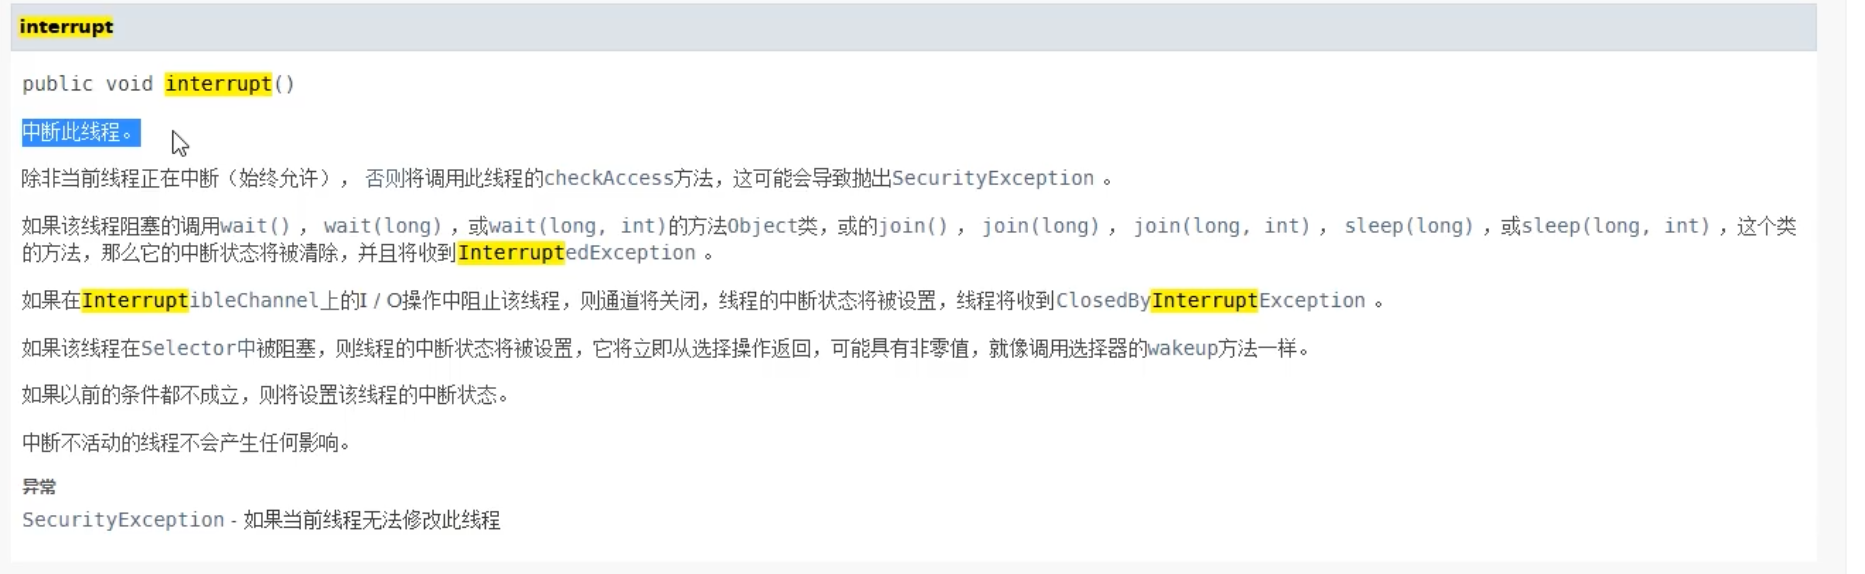 interrupt
public void interrupt()
中断此线程。
除非当前线程正在中断（始终允许），否则将调用此线程的checkAccess方法，这可能会导致抛出SecurityException 。
如果该线程阻塞的调用wait() ， wait(long) ，或wait(long, int)的方法Object类，或的join() ， join(long) ， join(long, int) ， sleep(long) ，或sleep(long, int) ，这个类
的方法，那么它的中断状态将被清除，并且将收到InterruptedException 。
如果在InterruptibleChannel上的I / O操作中阻止该线程，则通道将关闭，线程的中断状态将被设置，线程将收到ClosedByInterruptException 。
如果该线程在Selector中被阻塞，则线程的中断状态将被设置，它将立即从选择操作返回，可能具有非零值，就像调用选择器的wakeup方法一样。
如果以前的条件都不成立，则将设置该线程的中断状态。
中断不活动的线程不会产生任何影响。
异常
SecurityException - 如果当前线程无法修改此线程